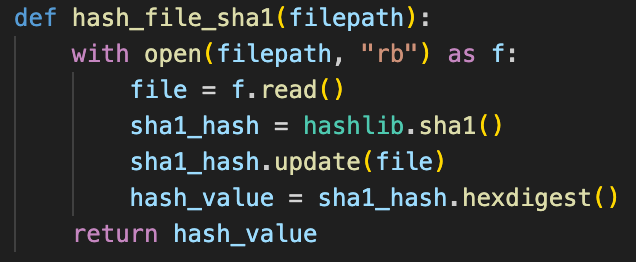 def hash_file_sha1(filepath):
    with open(filepath, "rb") as f:
        file = f.read()
        sha1_hash = hashlib.sha1()
        sha1_hash.update(file)
        hash_value = sha1_hash.hexdigest()
    return hash_value